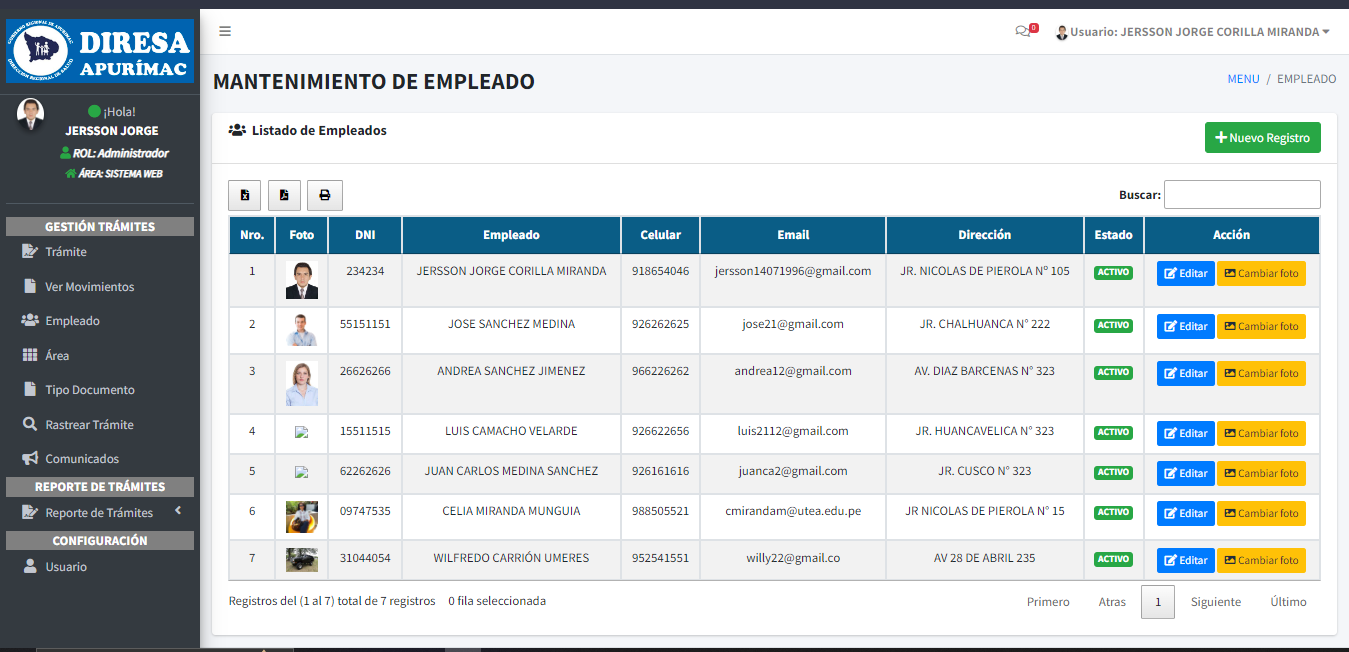 DIRESA
APURÍMAC
0
Usuario: JERSSON JORGE CORILLA MIRANDA
MANTENIMIENTO DE EMPLEADO
MENU / EMPLEADO
¡Hola!
JERSSON JORGE
ROL: Administrador
ÁREA: SISTEMA WEB
GESTIÓN TRÁMITES
Trámite
Ver Movimientos
Empleado
Área
Tipo Documento
Rastrear Trámite
Comunicados
REPORTE DE TRÁMITES
Reporte de Trámites
CONFIGURACIÓN
Usuario
Listado de Empleados
Nuevo Registro
Buscar:
Nro. Foto DNI Empleado Celular Email Dirección Estado Acción
1 234234 JERSSON JORGE CORILLA MIRANDA 918654046 jersson14071996@gmail.com JR. NICOLAS DE PIEROLA Nº 105 ACTIVO Editar Cambiar foto
2 55151151 JOSE SANCHEZ MEDINA 926262625 jose21@gmail.com JR. CHALHUANCA N° 222 ACTIVO Editar Cambiar foto
3 26626266 ANDREA SANCHEZ JIMENEZ 966226262 andrea12@gmail.com AV. DIAZ BARCENAS N° 323 ACTIVO Editar Cambiar foto
4 15511515 LUIS CAMACHO VELARDE 926622656 luis2112@gmail.com JR. HUANCAVELICA N° 323 ACTIVO Editar Cambiar foto
5 62262626 JUAN CARLOS MEDINA SANCHEZ 926161616 juanca2@gmail.com JR. CUSCO N° 323 ACTIVO Editar Cambiar foto
6 09747535 CELIA MIRANDA MUNGUIA 988505521 cmirandam@utea.edu.pe JR NICOLAS DE PIEROLA N° 15 ACTIVO Editar Cambiar foto
7 31044054 WILFREDO CARRIÓN UMERES 952541551 willy22@gmail.co AV 28 DE ABRIL 235 ACTIVO Editar Cambiar foto
Registros del (1 al 7) total de 7 registros 0 fila seleccionada
Primero Atras 1 Siguiente Último